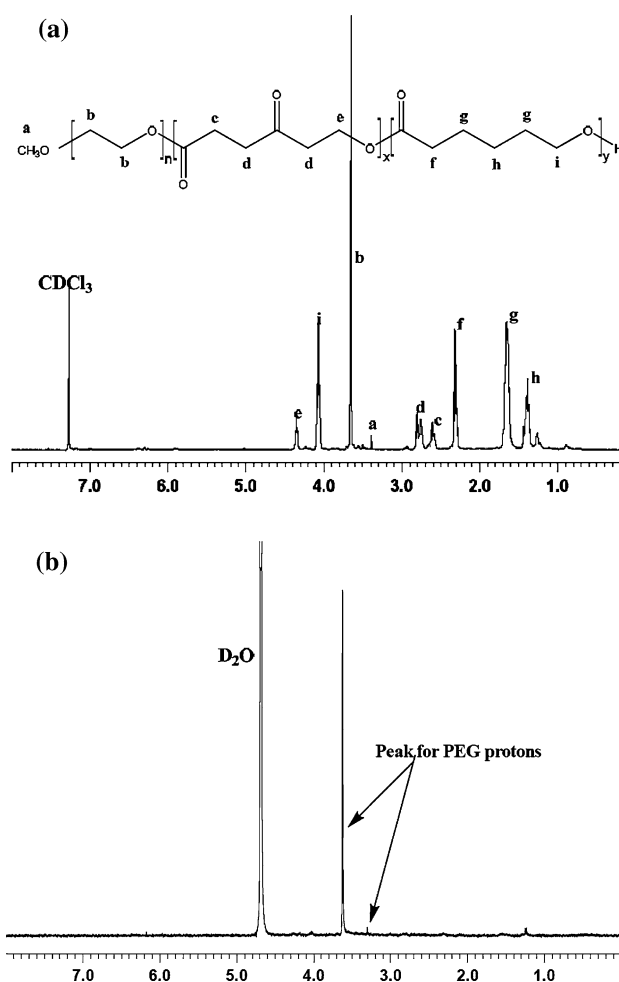 (a)
O O
b c e g g
a O O
CH₃O n x y H
b O d d O f h i
O
b
CDCl₃
i
f g
h
e d
a c
7.0 6.0 5.0 4.0 3.0 2.0 1.0
(b)
D₂O
Peak for PEG protons
7.0 6.0 5.0 4.0 3.0 2.0 1.0